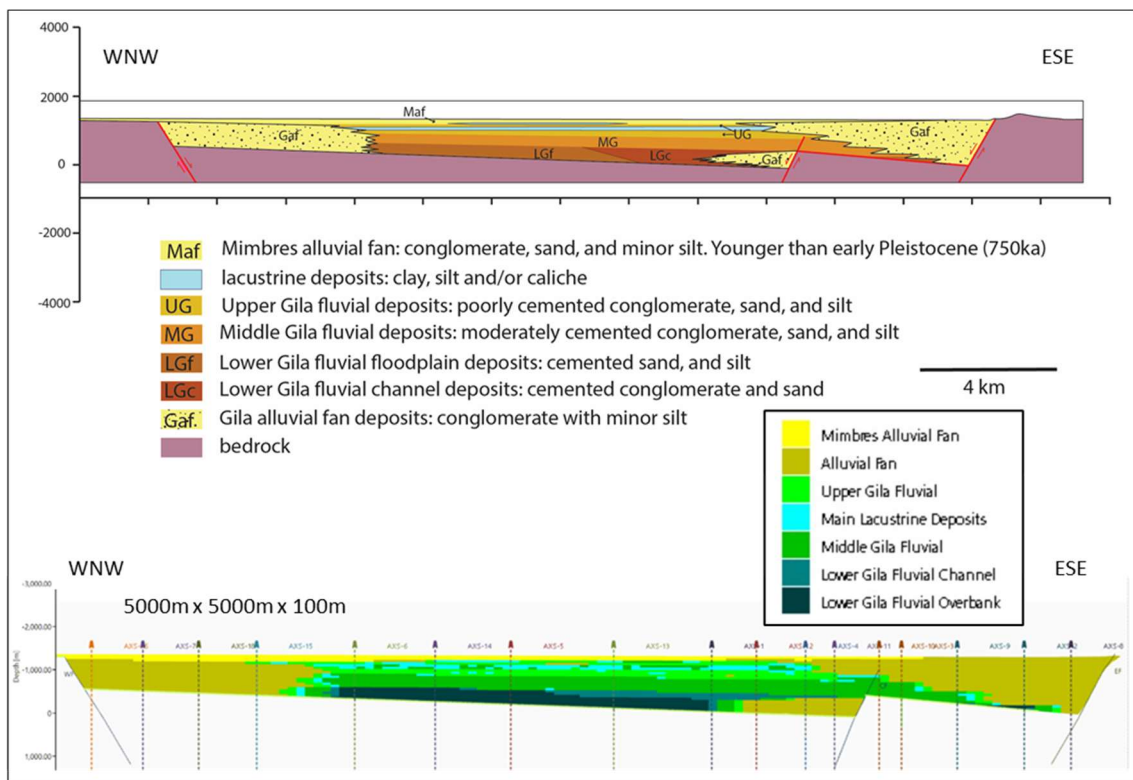 4000
WNW
ESE
2000
Maf
Gaf
Gaf
UG
MG
LGf
LGc
Gaf
0
-2000
-4000
Maf Mimbres alluvial fan: conglomerate, sand, and minor silt. Younger than early Pleistocene (750ka)
lacustrine deposits: clay, silt and/or caliche
UG Upper Gila fluvial deposits: poorly cemented conglomerate, sand, and silt
MG Middle Gila fluvial deposits: moderately cemented conglomerate, sand, and silt
LGf Lower Gila fluvial floodplain deposits: cemented sand, and silt
LGc Lower Gila fluvial channel deposits: cemented conglomerate and sand
Gaf Gila alluvial fan deposits: conglomerate with minor silt
bedrock
4 km
Mimbres Alluvial Fan
Alluvial Fan
Upper Gila Fluvial
Main Lacustrine Deposits
Middle Gila Fluvial
Lower Gila Fluvial Channel
Lower Gila Fluvial Overbank
WNW
ESE
5000m x 5000m x 100m
-3,000.00
-2,000.00
-1,000.00
0
1,000.00
Depth [m]
AXS-15
AXS-6
AXS-14
AXS-5
AXS-13
AXS-4
AXS-9
AXS-8